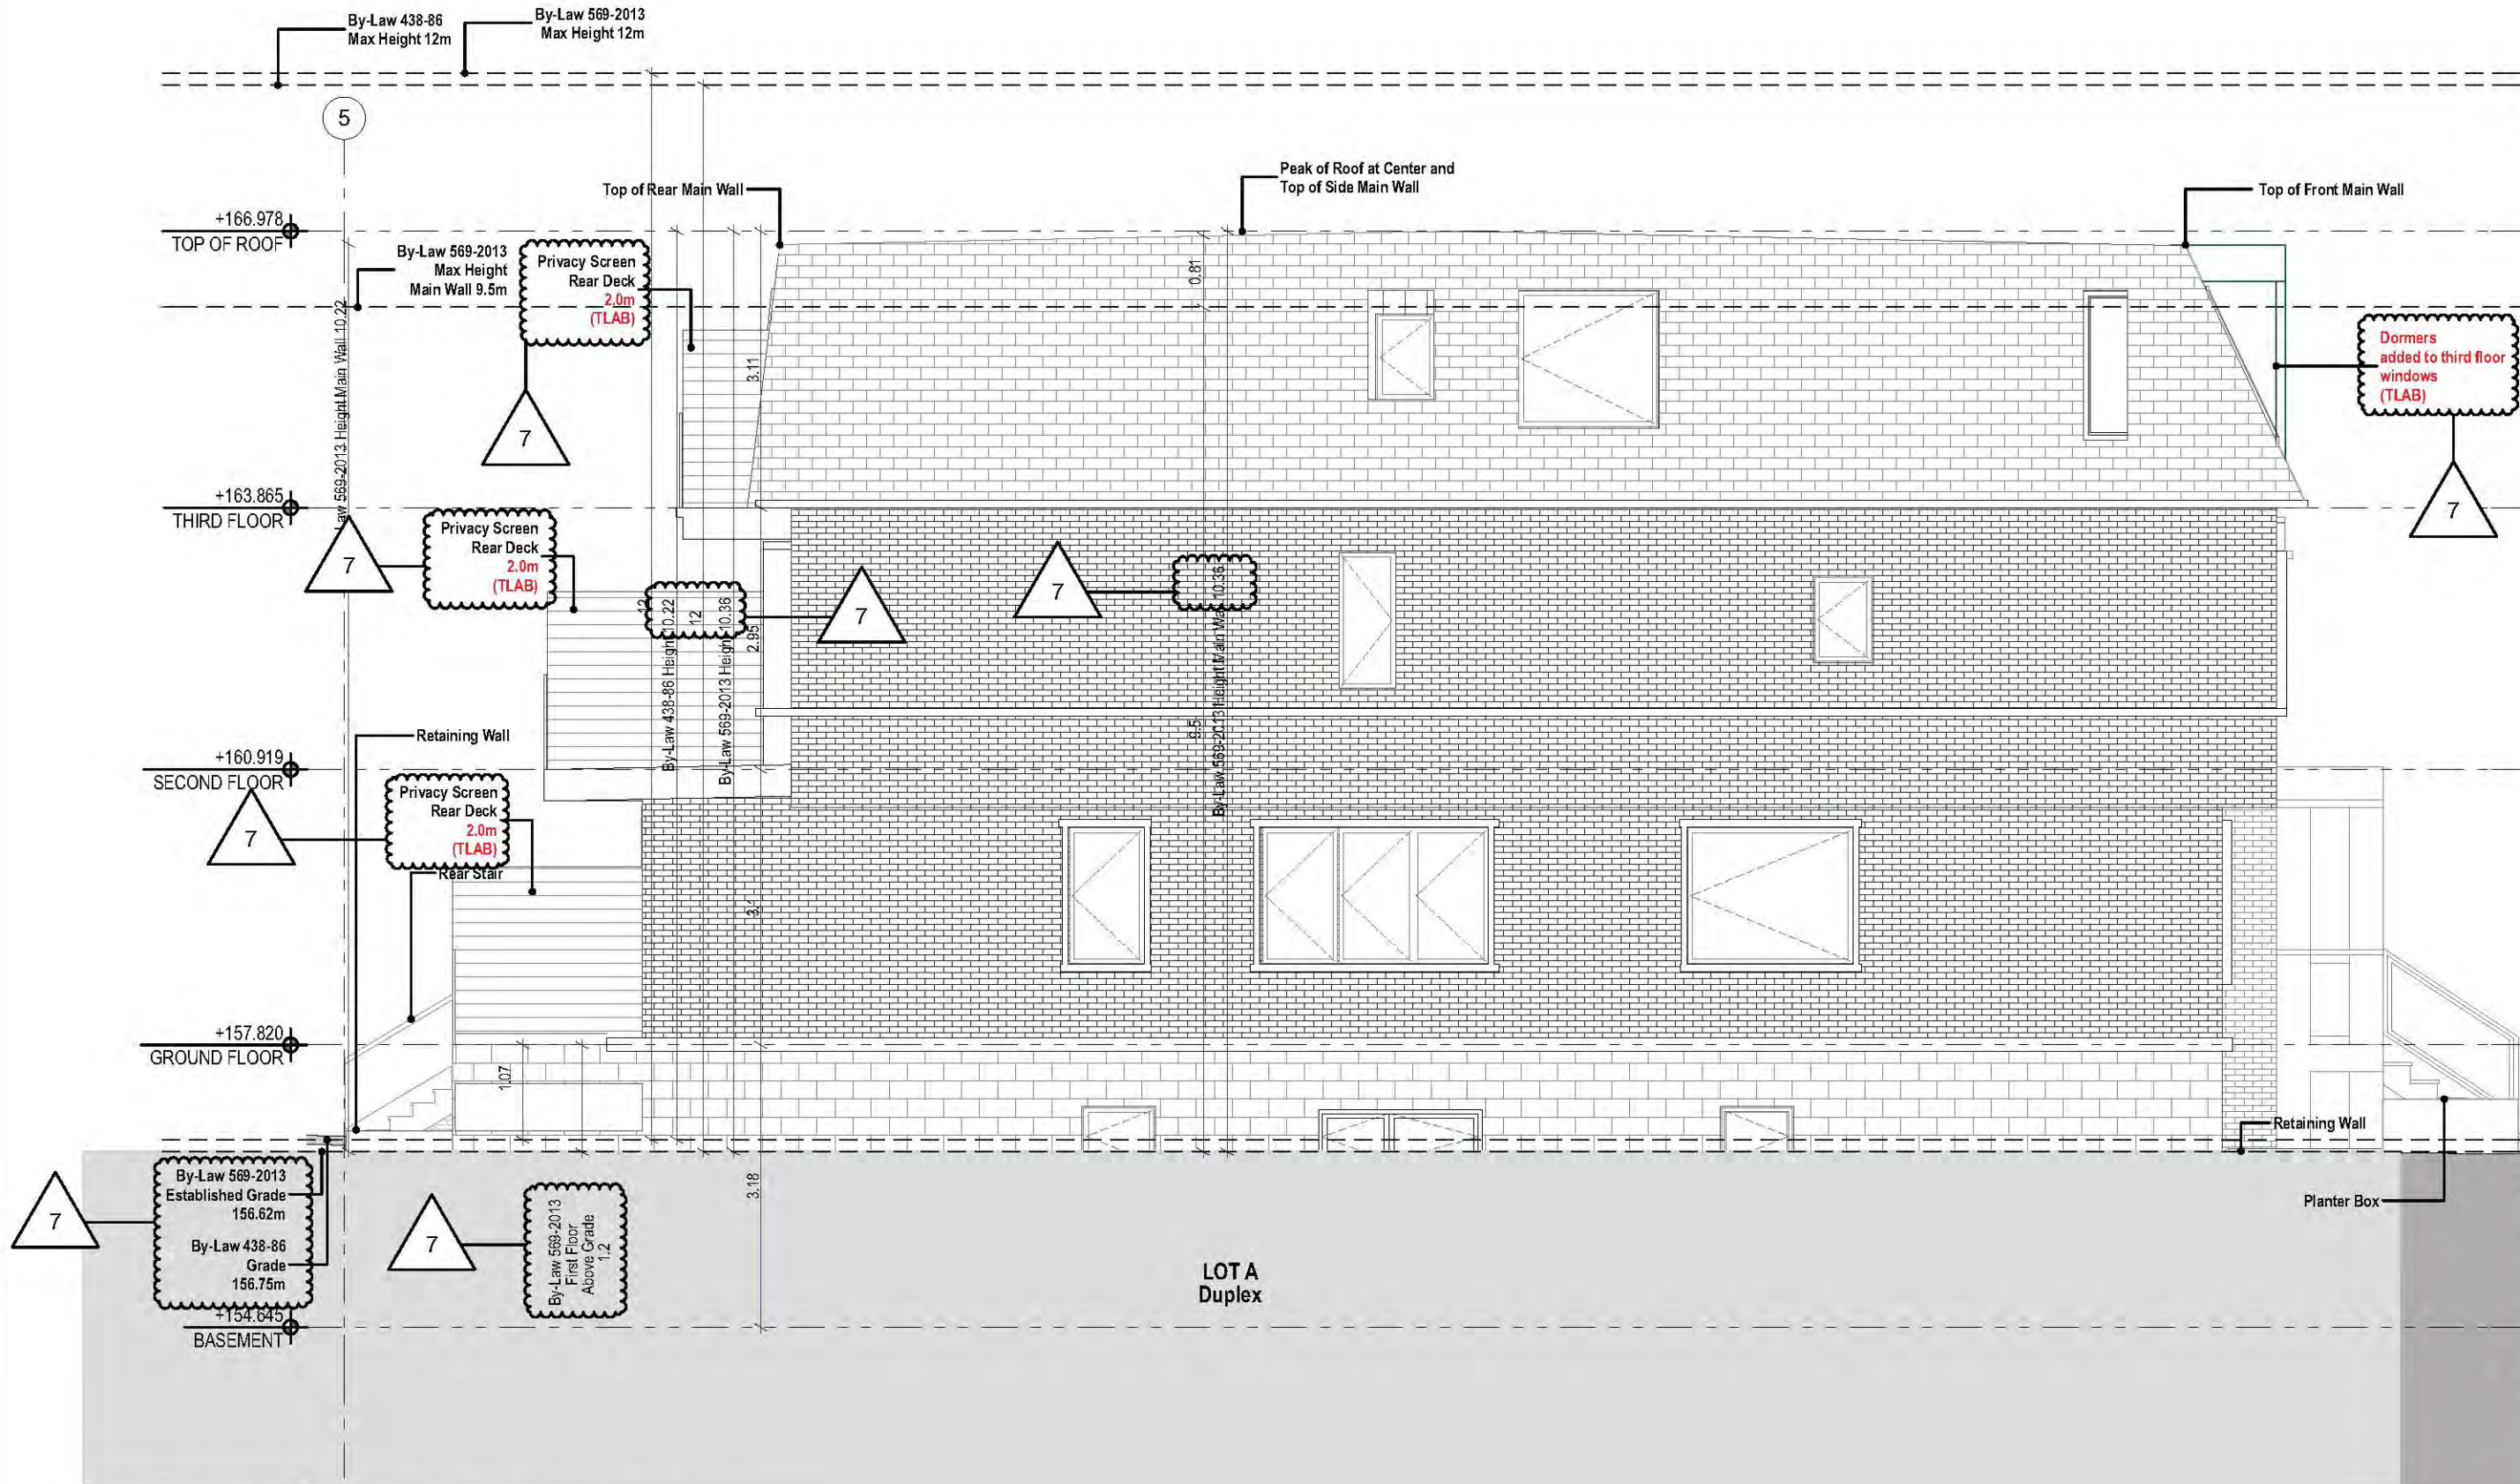 By-Law 438-86
Max Height 12m
By-Law 569-2013
Max Height 12m
5
Top of Rear Main Wall
Peak of Roof at Center and
Top of Side Main Wall
Top of Front Main Wall
+166.978
TOP OF ROOF
By-Law 569-2013
Max Height
Main Wall 9.5m
Privacy Screen
Rear Deck
2.0m
(TLAB)
7
0.81
3.11
Law 569-2013 Height Main Wall 10.22
Dormers
added to third floor
windows
(TLAB)
7
+163.865
THIRD FLOOR
7
Privacy Screen
Rear Deck
2.0m
(TLAB)
12
By-Law 438-86 Height 10.22
12
By-Law 569-2013 Height 10.36
2.95
7
7
By-Law 569-2013 Height Main Wall 10.36
9.5
Retaining Wall
+160.919
SECOND FLOOR
Privacy Screen
Rear Deck
2.0m
(TLAB)
7
Rear Stair
3.1
+157.820
GROUND FLOOR
1.07
Retaining Wall
By-Law 569-2013
Established Grade
156.62m
By-Law 438-86
Grade
156.75m
7
7
By-Law 569-2013
First Floor
Above Grade
1.2
3.18
Planter Box
LOT A
Duplex
+154.645
BASEMENT